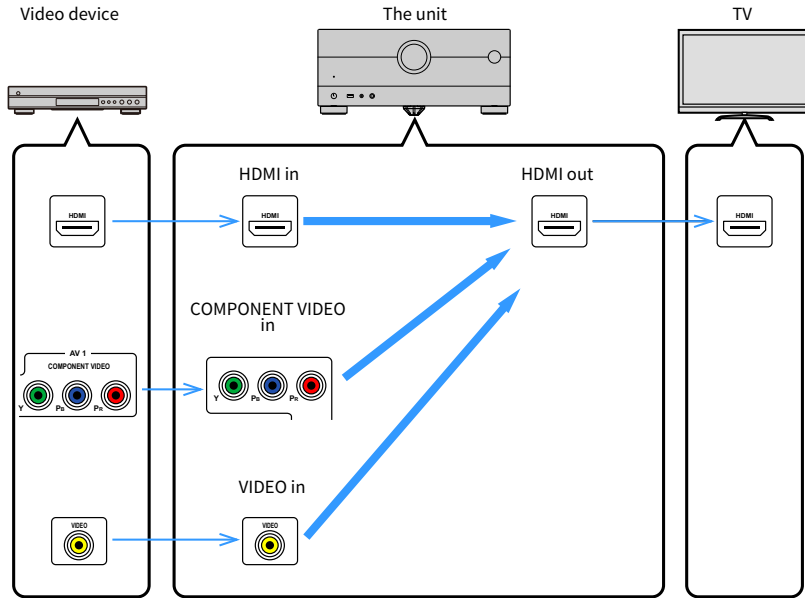 Video device
The unit
TV
HDMI in
HDMI out
HDMI
HDMI
HDMI
HDMI
COMPONENT VIDEO
in
AV 1
COMPONENT VIDEO
Y PB PR
Y PB PR
VIDEO in
VIDEO
VIDEO